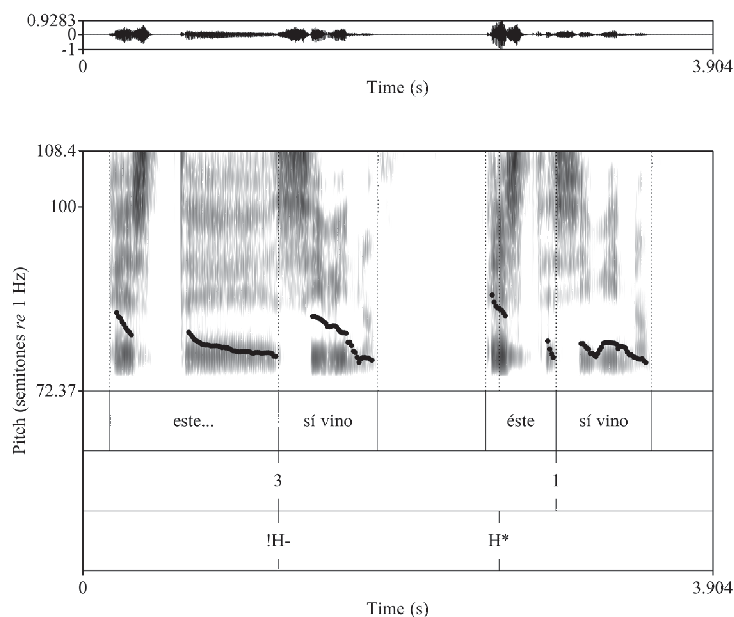 0.9283
0
-1
0 3.904
Time (s)
108.4
100
72.37
Pitch (semitones re 1 Hz)
este... sí vino éste sí vino
3 1
!H- H*
0 3.904
Time (s)